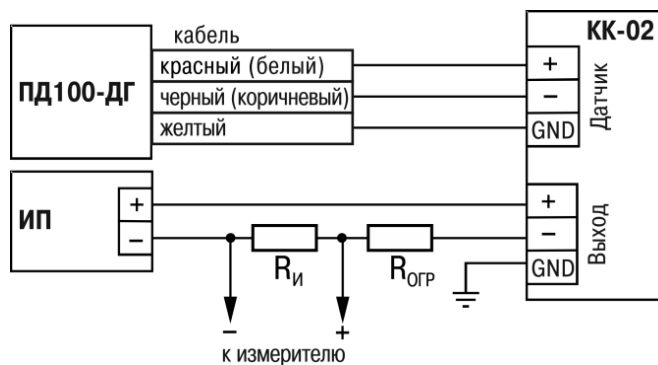 КК-02
кабель
ПД100-ДГ
красный (белый)
черный (коричневый)
желтый
+
−
GND
Датчик
ИП
+
−
+
−
GND
Выход
RИ
RОГР
−
+
к измерителю